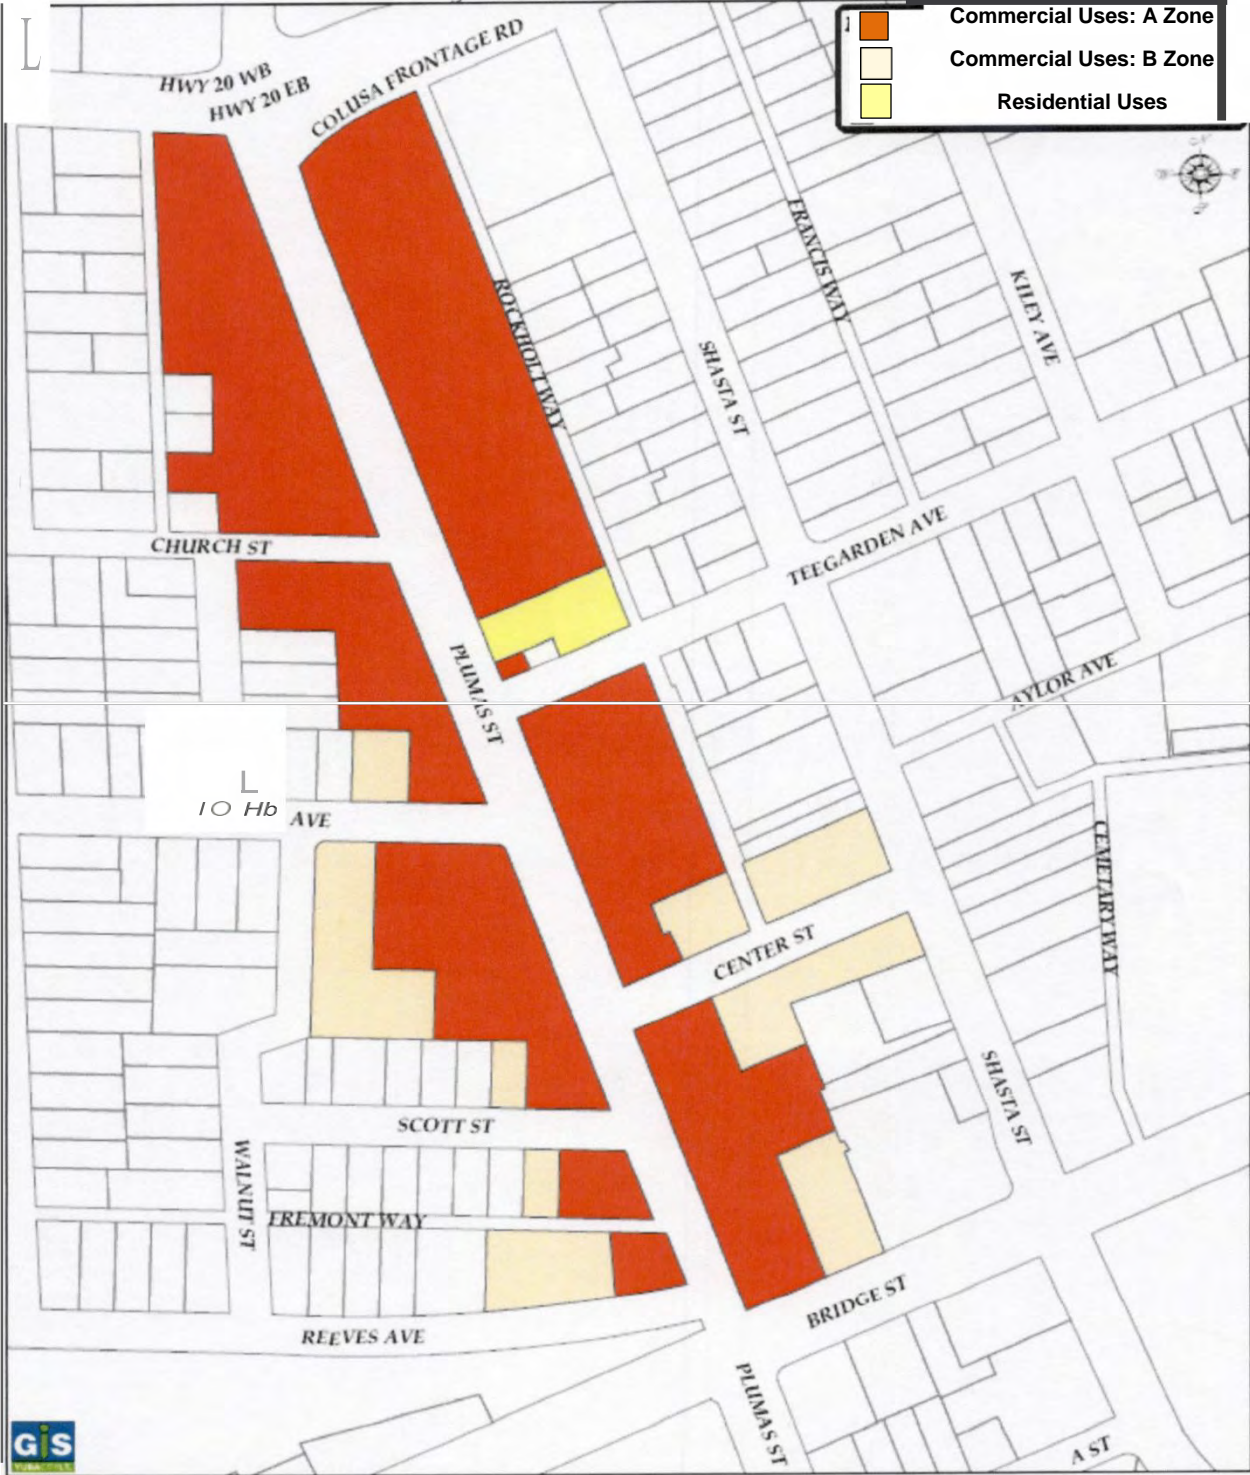 L
Commercial Uses: A Zone
Commercial Uses: B Zone
Residential Uses
HWY 20 WB
HWY 20 EB
COLUSA FRONTAGE RD
ROCKHOLT WAY
FRANCIS WAY
KILEY AVE
SHASTA ST
TEEGARDEN AVE
CHURCH ST
PLUMAS ST
AYLOR AVE
L
10 Hb
AVE
CEMETARY WAY
CENTER ST
SHASTA ST
SCOTT ST
WALNUT ST
FREMONT WAY
BRIDGE ST
REEVES AVE
PLUMAS ST
A ST
GIS